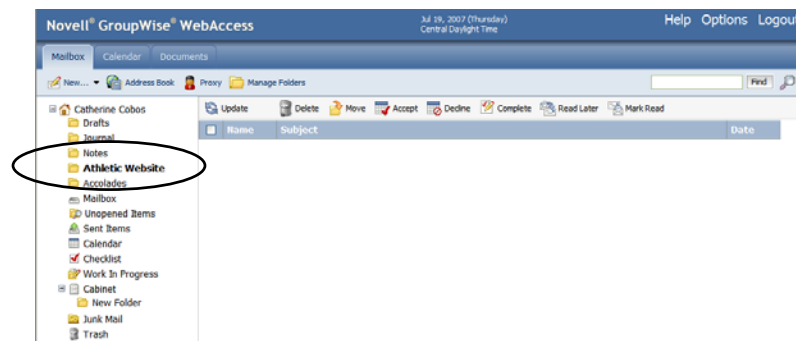 Novell® GroupWise® WebAccess
Jul 19, 2007 (Thursday)
Central Daylight Time
Help Options Logout
Mailbox Calendar Documents
New... Address Book Proxy Manage Folders Find
Catherine Cobos
Drafts
Journal
Notes
Athletic Website
Accolades
Mailbox
Unopened Items
Sent Items
Calendar
Checklist
Work In Progress
Cabinet
New Folder
Junk Mail
Trash
Update Delete Move Accept Decline Complete Read Later Mark Read
Name Subject Date